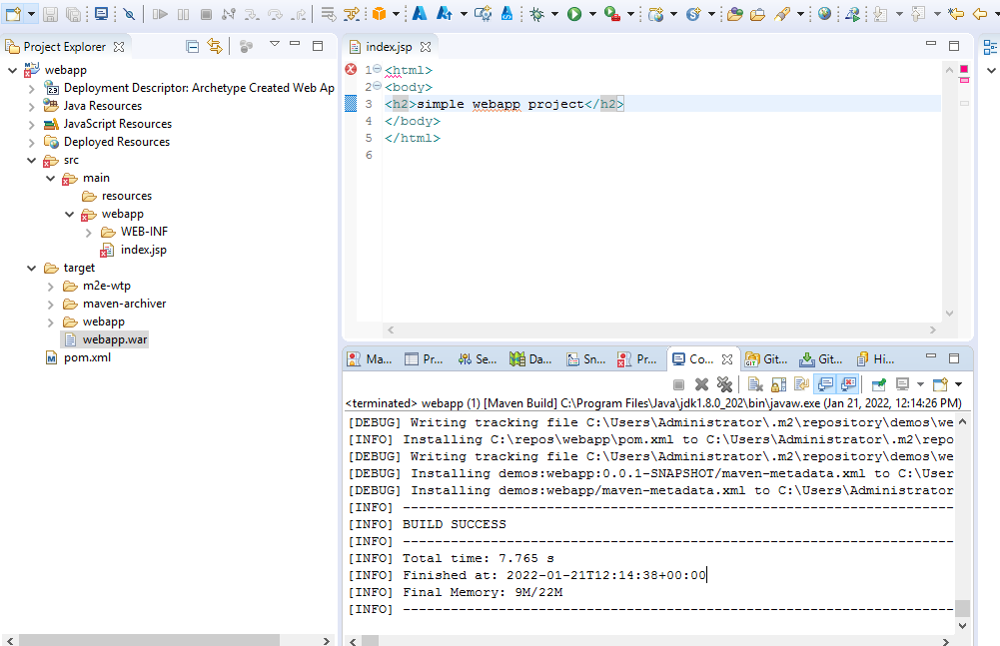 Project Explorer
webapp
Deployment Descriptor: Archetype Created Web Ap
Java Resources
JavaScript Resources
Deployed Resources
src
main
resources
webapp
WEB-INF
index.jsp
target
m2e-wtp
maven-archiver
webapp
webapp.war
pom.xml
index.jsp
1 <html>
2 <body>
3 <h2>simple webapp project</h2>
4 </body>
5 </html>
6
Ma... Pr... Se... Da... Sn... Pr... Co... Git... Git... Hi...
<terminated> webapp (1) [Maven Build] C:\Program Files\Java\jdk1.8.0_202\bin\javaw.exe (Jan 21, 2022, 12:14:26 PM)
[DEBUG] Writing tracking file C:\Users\Administrator\.m2\repository\demos\we
[INFO] Installing C:\repos\webapp\pom.xml to C:\Users\Administrator\.m2\repo
[DEBUG] Writing tracking file C:\Users\Administrator\.m2\repository\demos\we
[DEBUG] Installing demos:webapp:0.0.1-SNAPSHOT/maven-metadata.xml to C:\User
[DEBUG] Installing demos:webapp/maven-metadata.xml to C:\Users\Administrator
[INFO] ------------------------------------------------------------------------
[INFO] BUILD SUCCESS
[INFO] ------------------------------------------------------------------------
[INFO] Total time: 7.765 s
[INFO] Finished at: 2022-01-21T12:14:38+00:00
[INFO] Final Memory: 9M/22M
[INFO] ------------------------------------------------------------------------